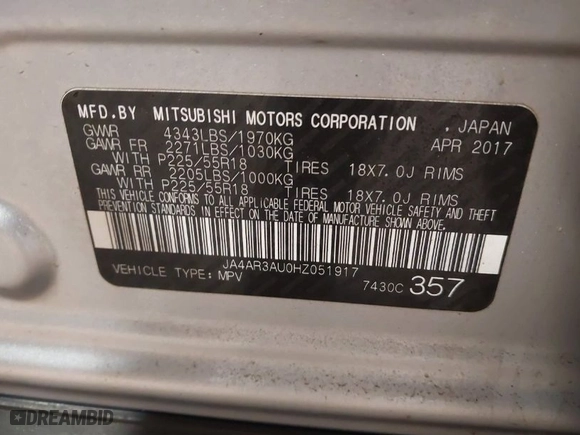 MFD.BY MITSUBISHI MOTORS CORPORATION , JAPAN
GVWR 4343LBS/1970KG APR 2017
GAWR FR 2271LBS/1030KG
WITH P225/55R18 TIRES 18X7.0J RIMS
GAWR RR 2205LBS/1000KG
WITH P225/55R18 TIRES 18X7.0J RIMS
THIS VEHICLE CONFORMS TO ALL APPLICABLE FEDERAL MOTOR VEHICLE SAFETY AND THEFT
PREVENTION STANDARDS IN EFFECT ON THE DATE OF MANUFACTURE SHOWN ABOVE.
JA4AR3AU0HZ051917
VEHICLE TYPE: MPV 7430C 357
DREAMBID